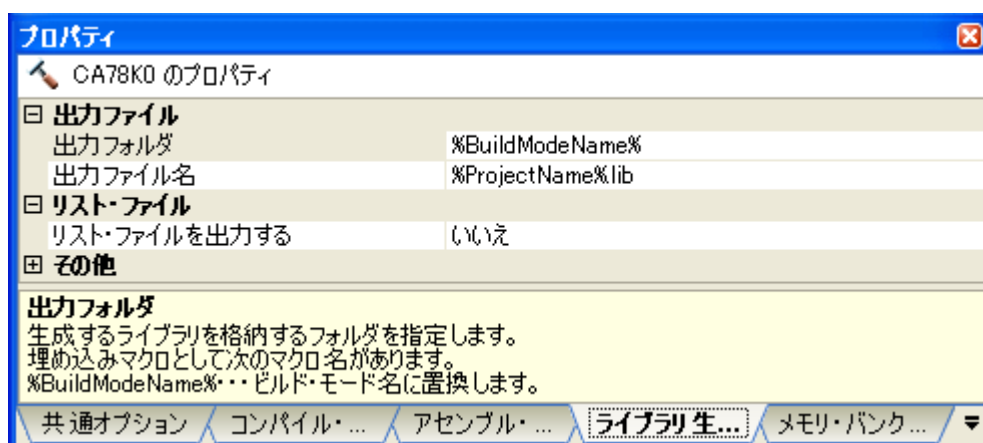 プロパティ
CA78K0 のプロパティ
出力ファイル
出力フォルダ %BuildModeName%
出力ファイル名 %ProjectName%.lib
リスト・ファイル
リスト・ファイルを出力する いいえ
その他
出力フォルダ
生成するライブラリを格納するフォルダを指定します。
埋め込みマクロとして次のマクロ名があります。
%BuildModeName%・・・ビルド・モード名に置換します。
共通オプション コンパイル・... アセンブル・... ライブラリ生... メモリ・バンク...